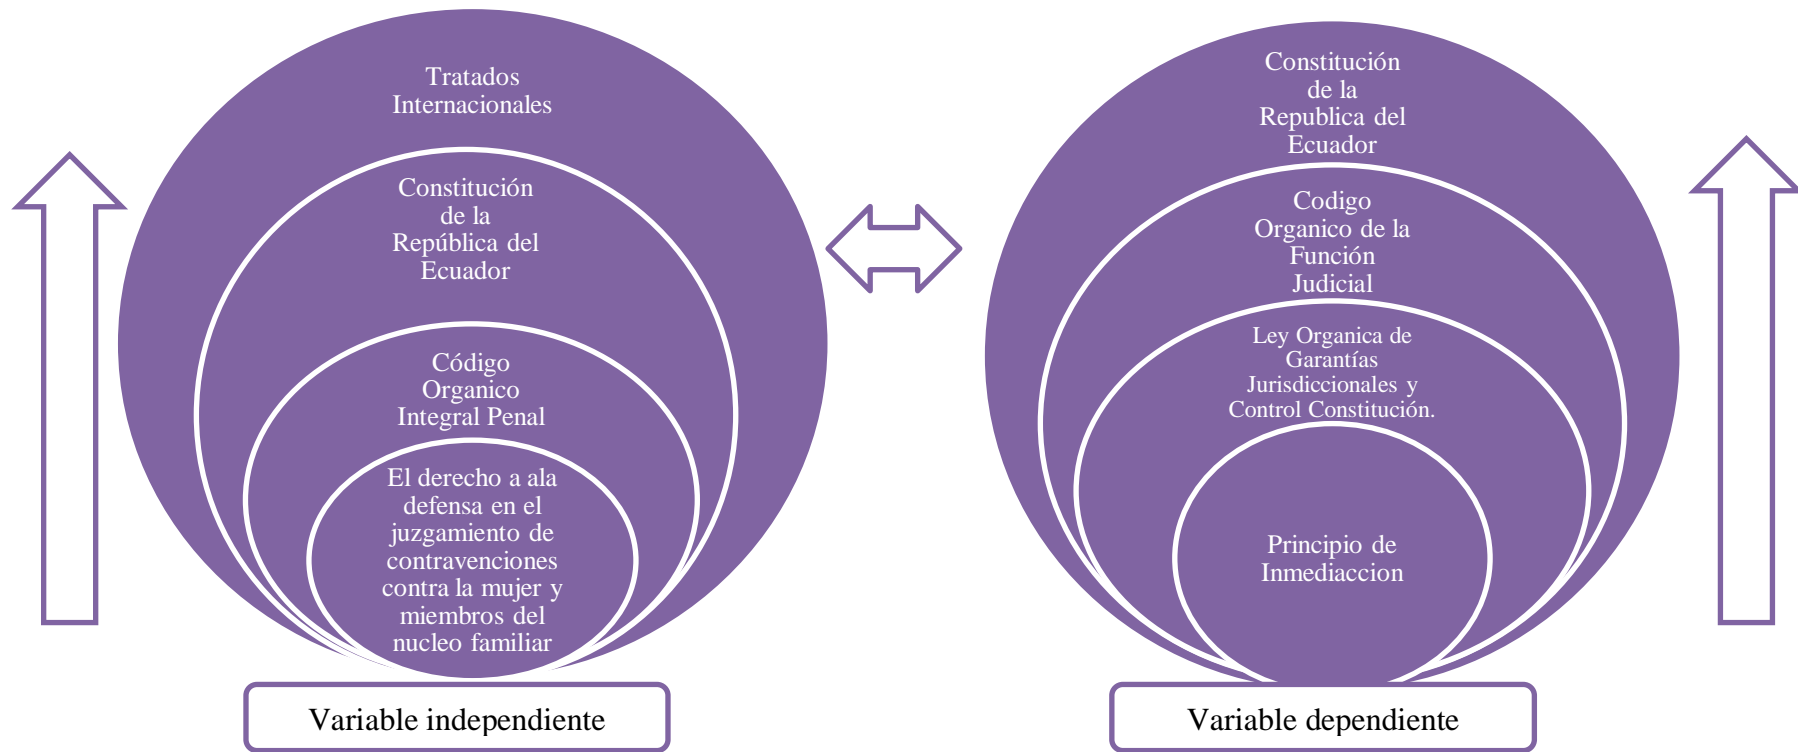 Tratados
Internacionales
Constitución
de la
República del
Ecuador
Código
Organico
Integral Penal
El derecho a ala
defensa en el
juzgamiento de
contravenciones
contra la mujer y
miembros del
nucleo familiar
Variable independiente
Constitución
de la
Republica del
Ecuador
Codigo
Organico de la
Función
Judicial
Ley Organica de
Garantías
Jurisdiccionales y
Control Constitución.
Principio de
Inmediaccion
Variable dependiente